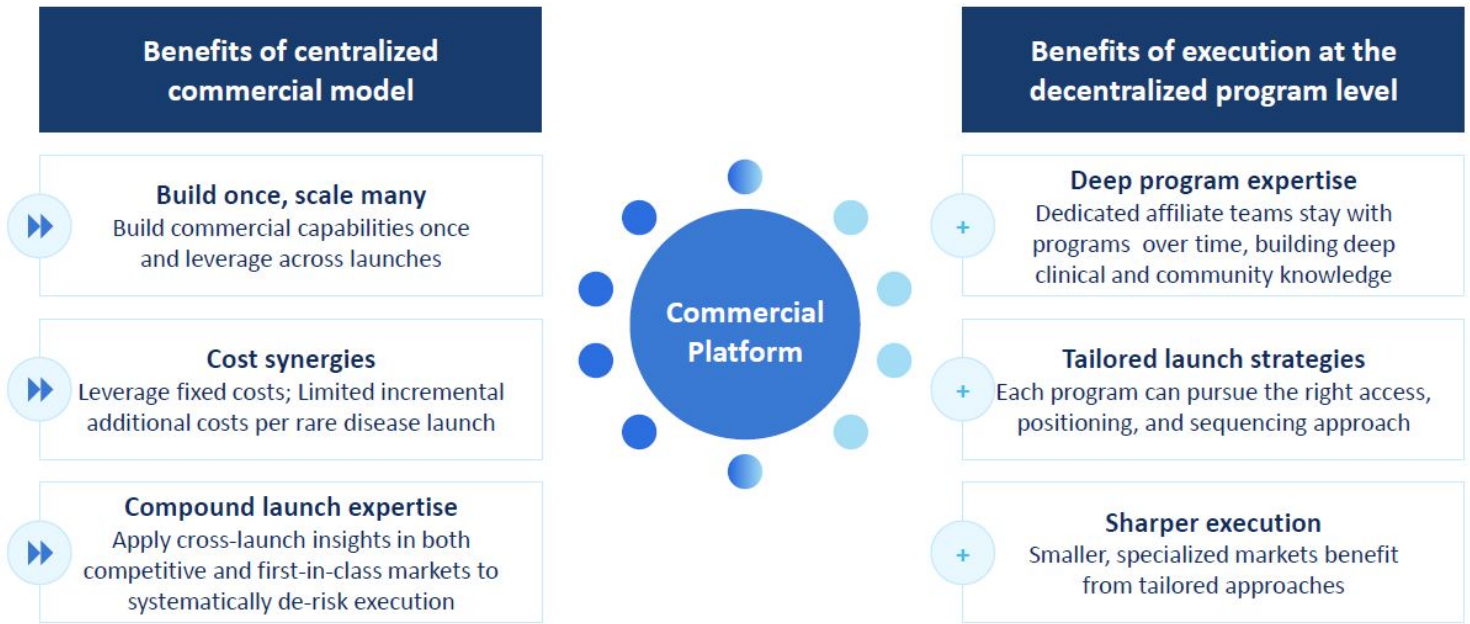 Benefits of centralized
commercial model
Build once, scale many
Build commercial capabilities once
and leverage across launches
Cost synergies
Leverage fixed costs; Limited incremental
additional costs per rare disease launch
Compound launch expertise
Apply cross-launch insights in both
competitive and first-in-class markets to
systematically de-risk execution
Commercial
Platform
Benefits of execution at the
decentralized program level
+
Deep program expertise
Dedicated affiliate teams stay with
programs  over time, building deep
clinical and community knowledge
+
Tailored launch strategies
Each program can pursue the right access,
positioning, and sequencing approach
+
Sharper execution
Smaller, specialized markets benefit
from tailored approaches